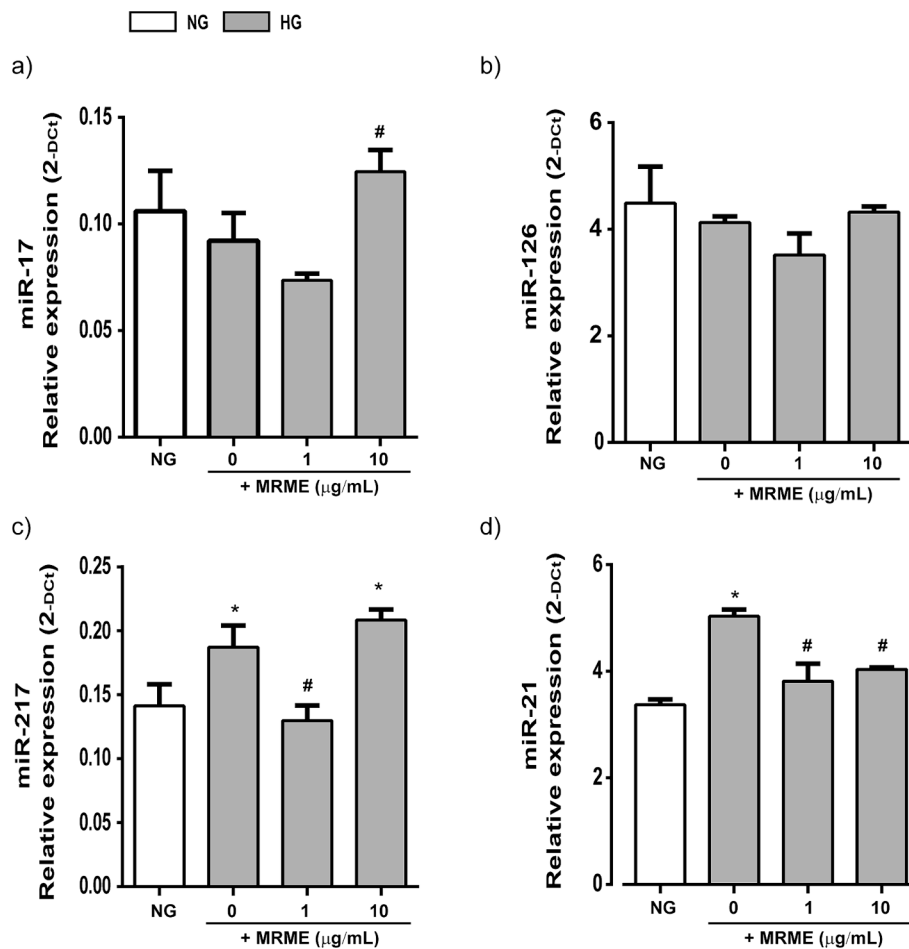 NG HG
a)
miR-17
Relative expression (2-DCt)
0.15
0.10
0.05
0.00
#
NG 0 1 10
+ MRME (μg/mL)
b)
miR-126
Relative expression (2-DCt)
6
4
2
0
NG 0 1 10
+ MRME (μg/mL)
c)
miR-217
Relative expression (2-DCt)
0.25
0.20
0.15
0.10
0.05
0.00
* # *
NG 0 1 10
+ MRME (μg/mL)
d)
miR-21
Relative expression (2-DCt)
6
4
2
0
* # #
NG 0 1 10
+ MRME (μg/mL)